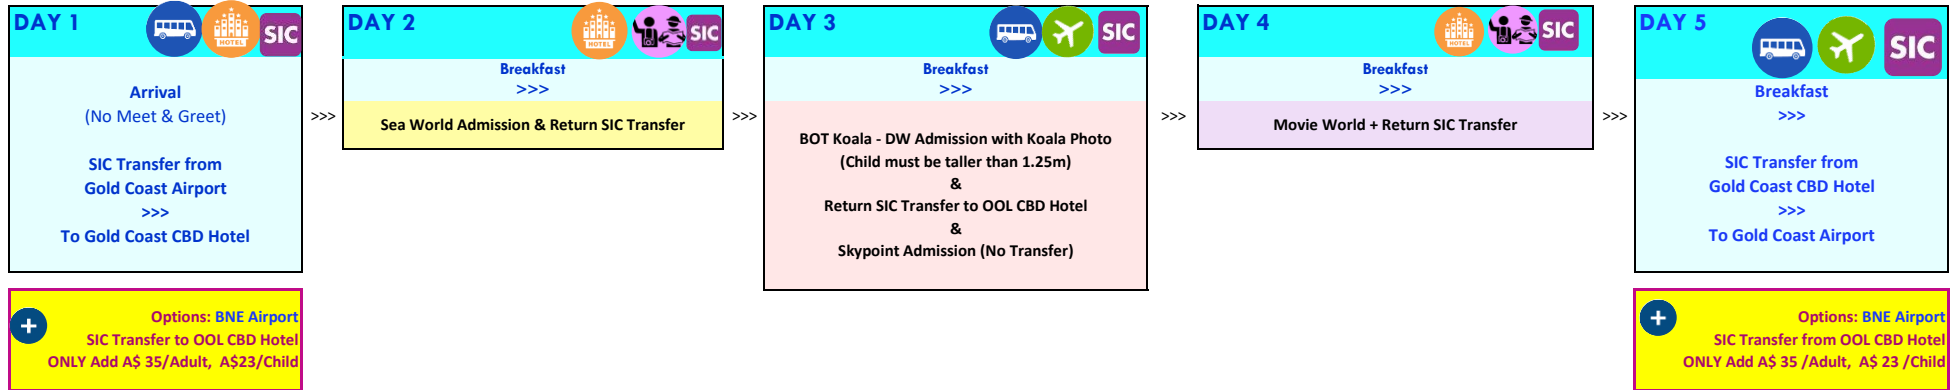 DAY 1
HOTEL
SIC
Arrival
(No Meet & Greet)
SIC Transfer from
Gold Coast Airport
>>>
To Gold Coast CBD Hotel
Options: BNE Airport
SIC Transfer to OOL CBD Hotel
ONLY Add A$ 35/Adult, A$23/Child
>>>
DAY 2
HOTEL
SIC
Breakfast
>>>
Sea World Admission & Return SIC Transfer
>>>
DAY 3
SIC
Breakfast
>>>
BOT Koala - DW Admission with Koala Photo
(Child must be taller than 1.25m)
&
Return SIC Transfer to OOL CBD Hotel
&
Skypoint Admission (No Transfer)
>>>
DAY 4
HOTEL
SIC
Breakfast
>>>
Movie World + Return SIC Transfer
>>>
DAY 5
SIC
Breakfast
>>>
SIC Transfer from
Gold Coast CBD Hotel
>>>
To Gold Coast Airport
Options: BNE Airport
SIC Transfer from OOL CBD Hotel
ONLY Add A$ 35 /Adult, A$ 23 /Child